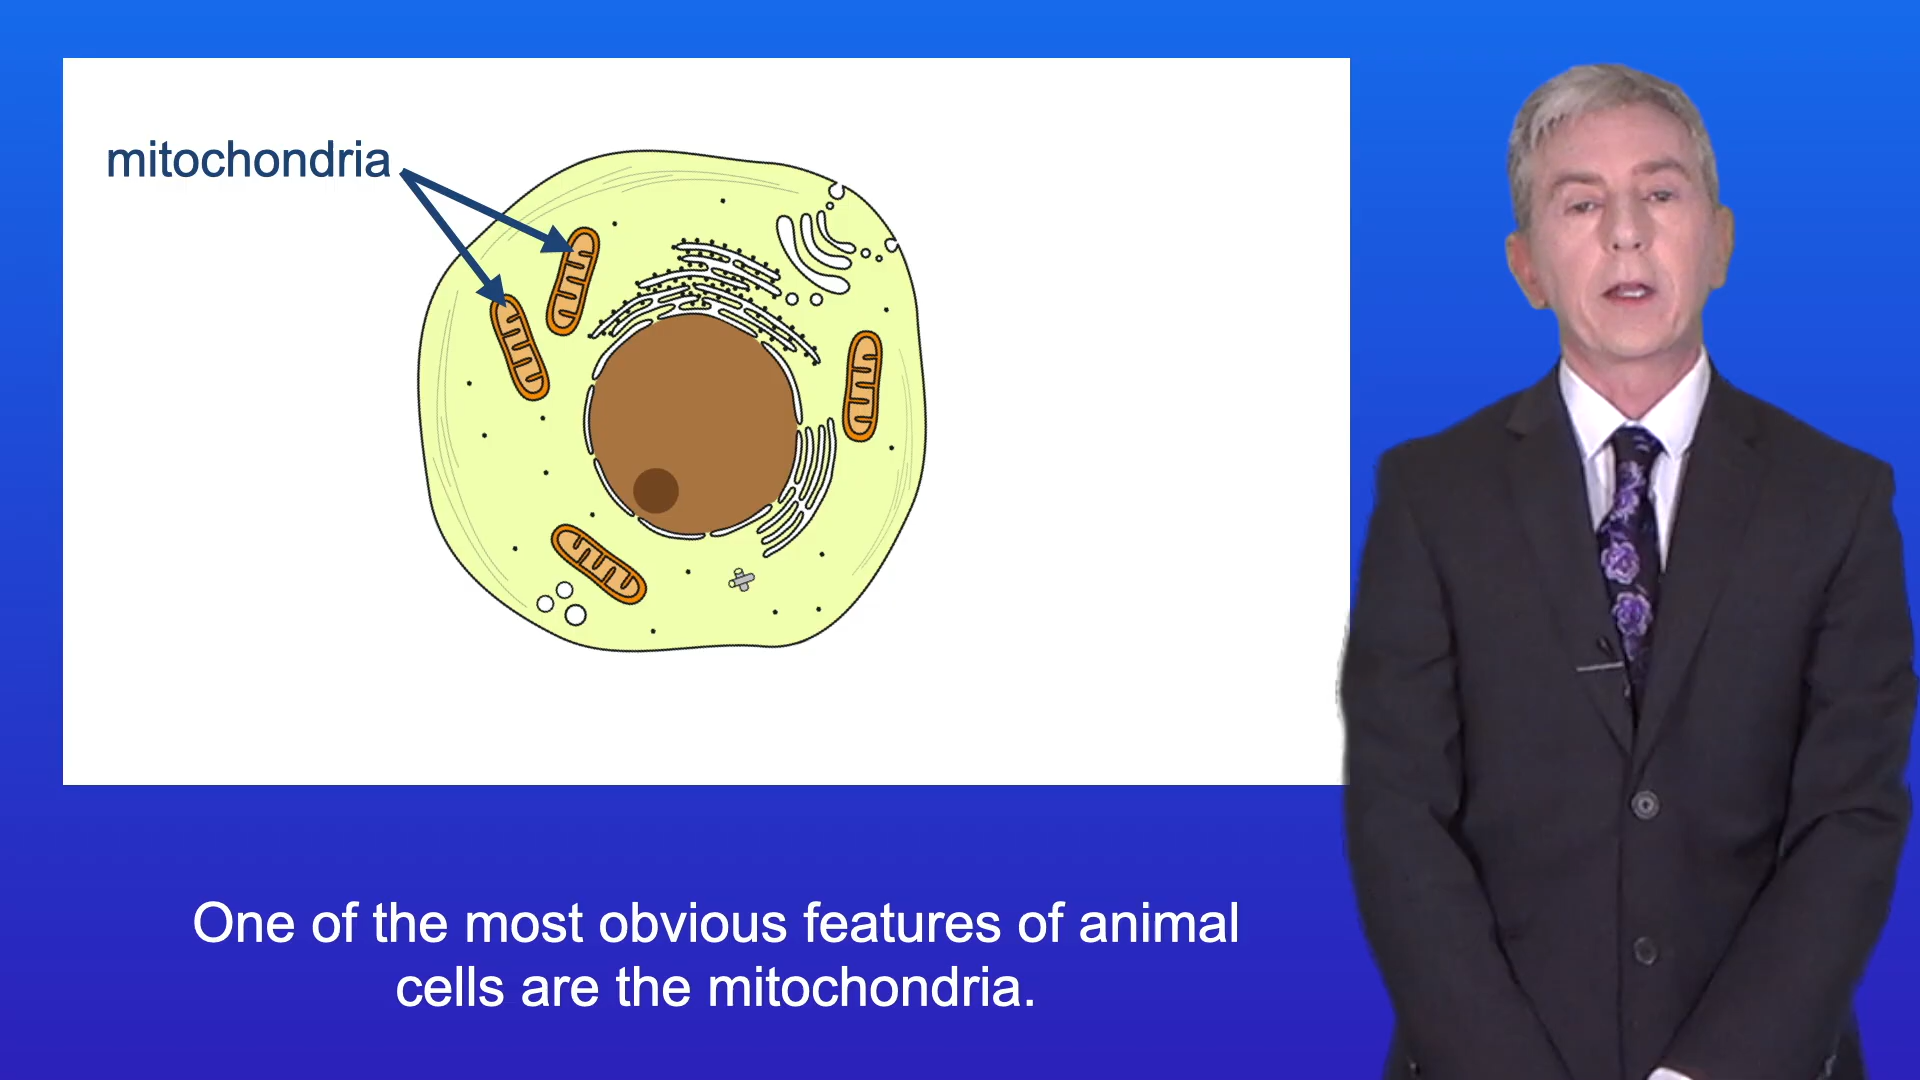 mitochondria
One of the most obvious features of animal
cells are the mitochondria.